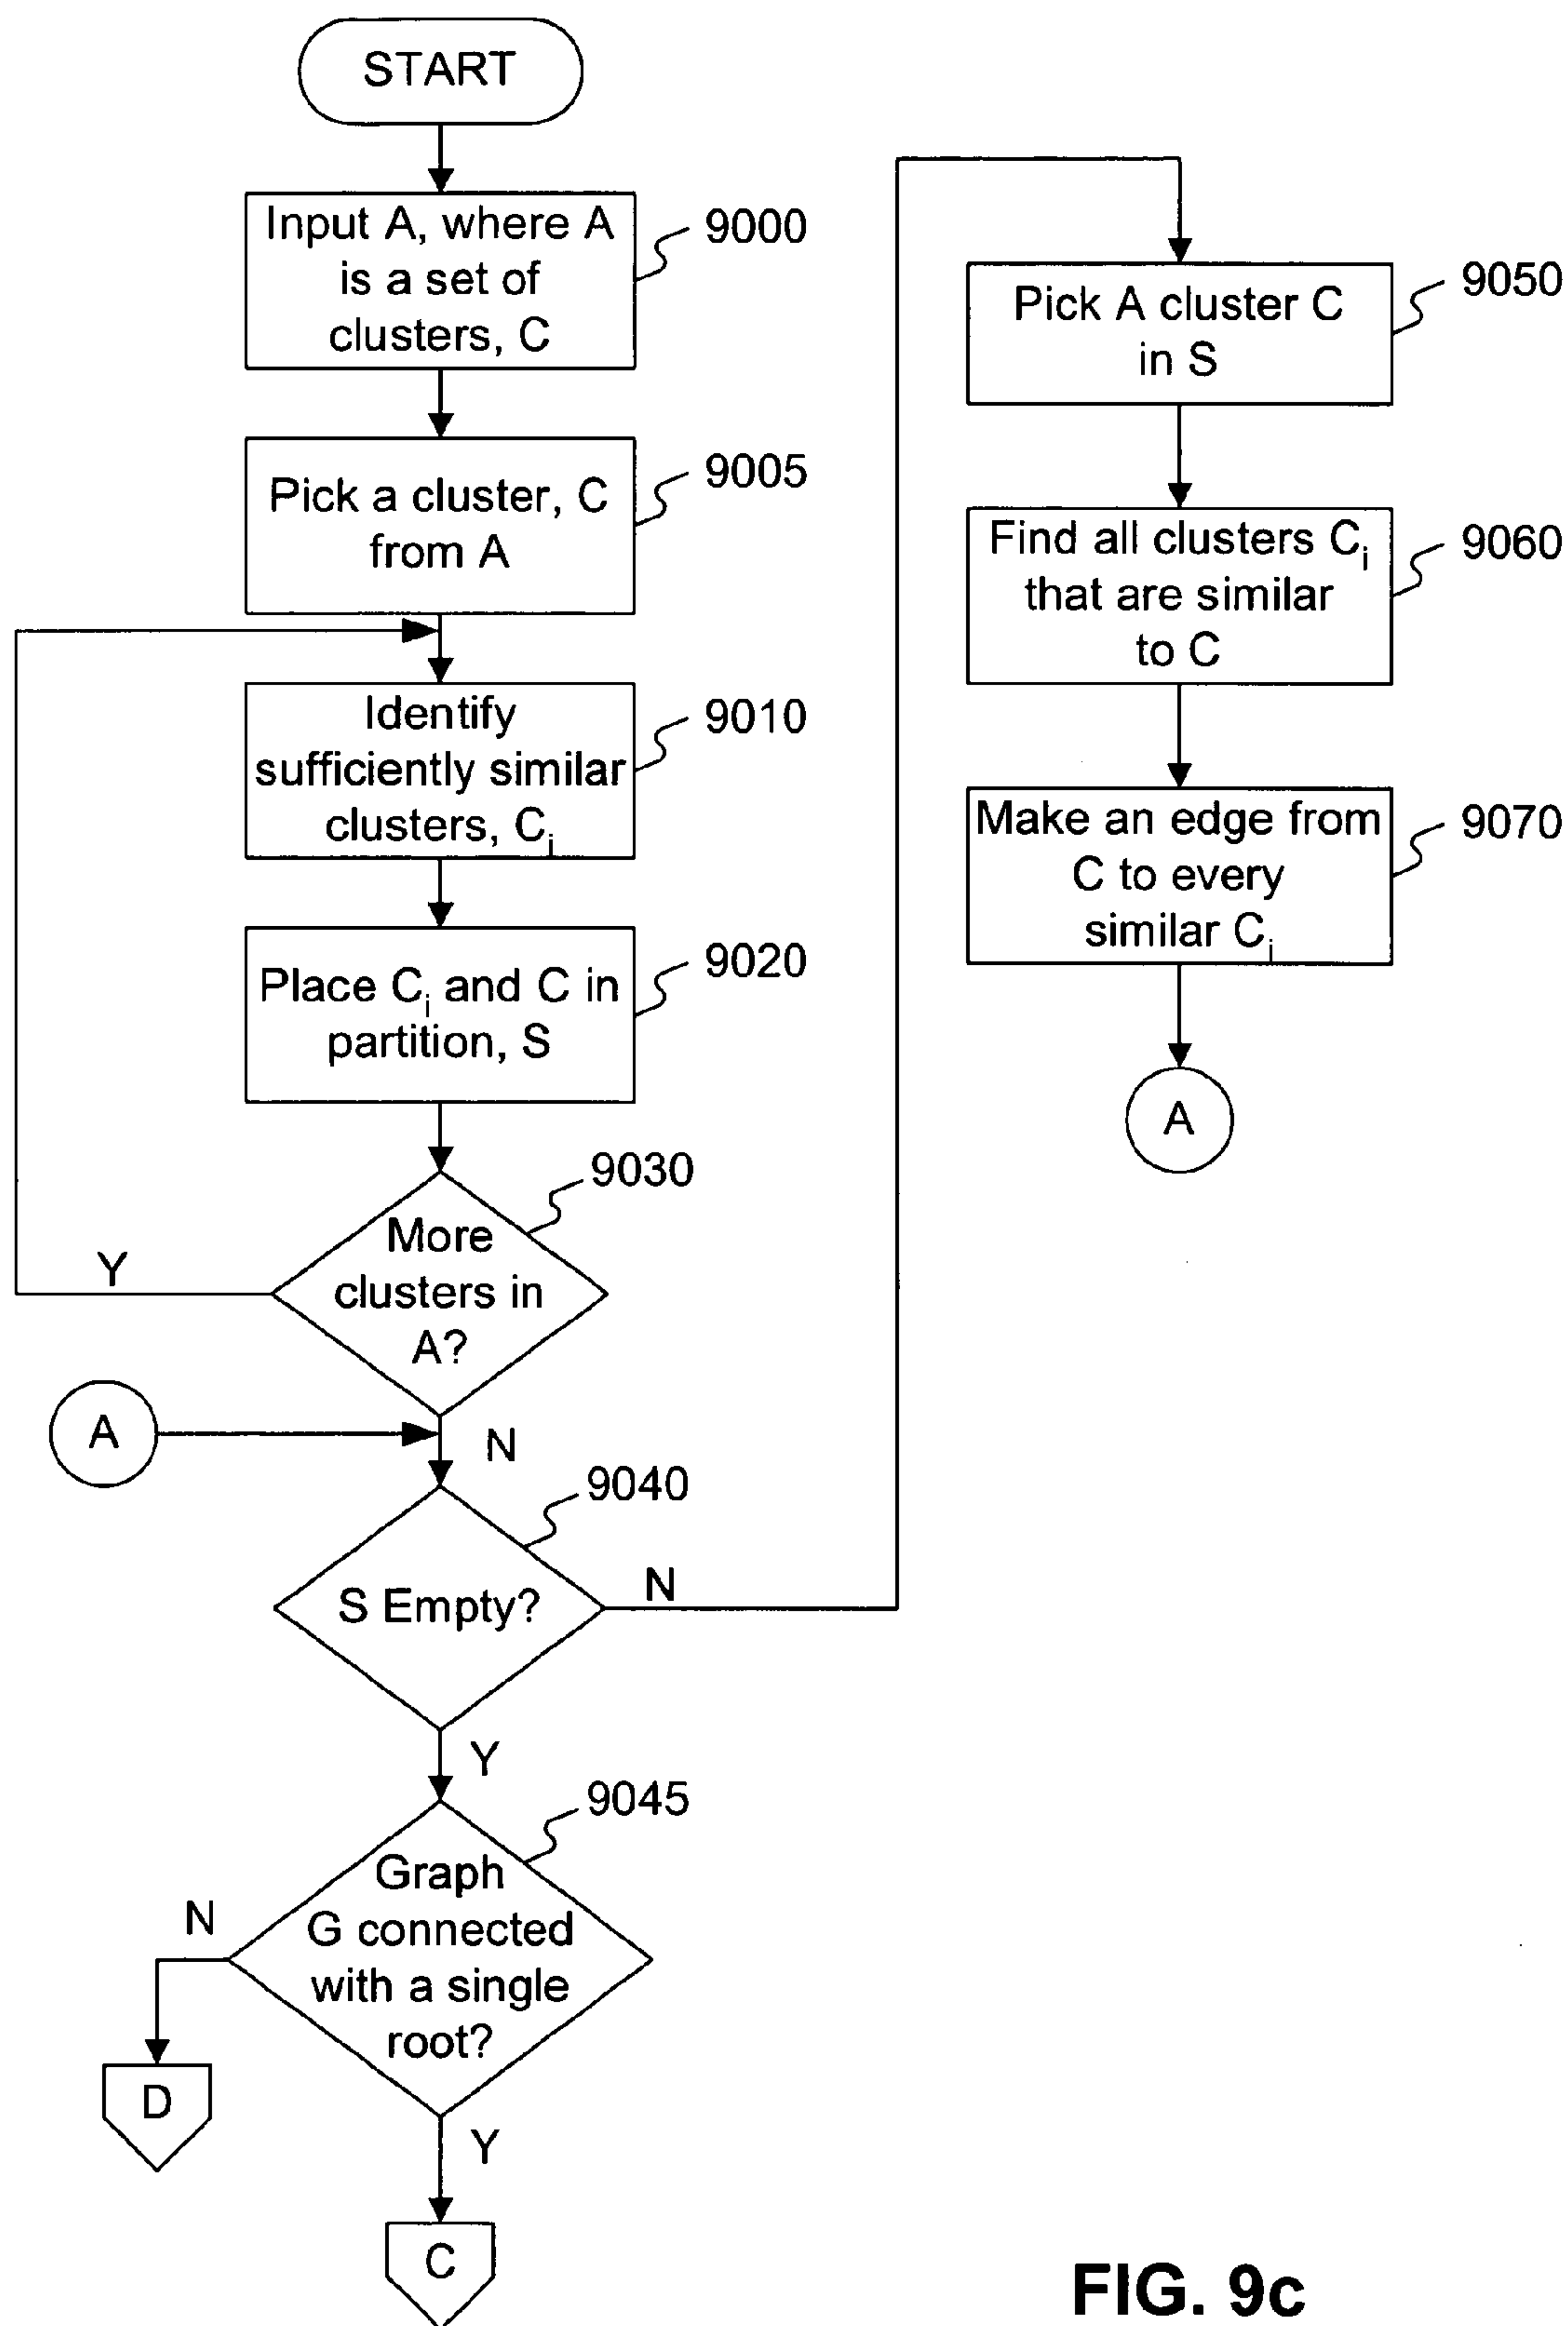 START
Input A, where A
is a set of
clusters, C
9000
Pick a cluster, C
from A
9005
Identify
sufficiently similar
clusters, Ci
9010
Place Ci and C in
partition, S
9020
More
clusters in
A?
9030
Y
N
A
S Empty?
9040
N
Y
Graph
G connected
with a single
root?
9045
N
D
Y
C
Pick A cluster C
in S
9050
Find all clusters Ci
that are similar
to C
9060
Make an edge from
C to every
similar Ci
9070
A
FIG. 9c